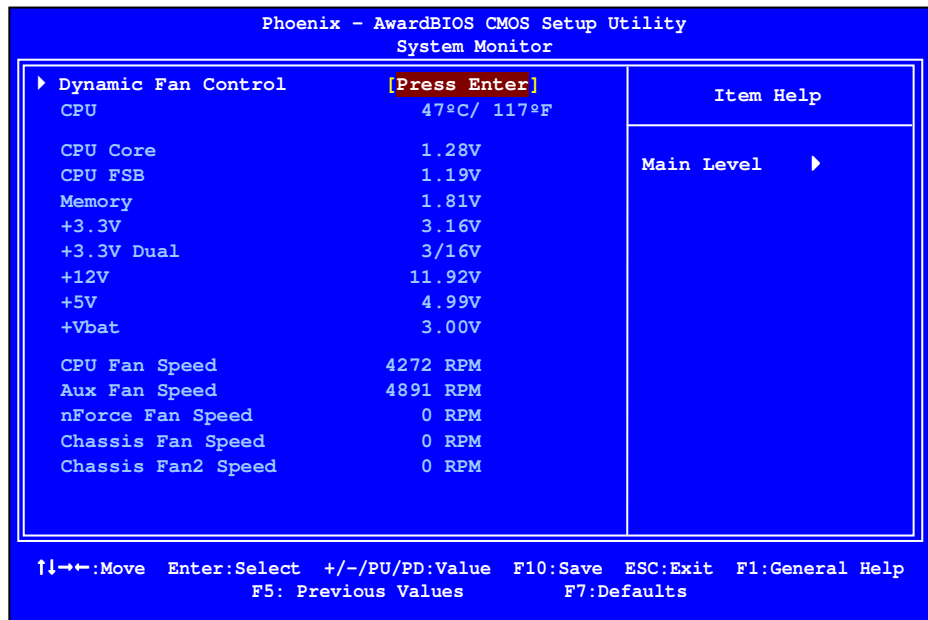 Phoenix – AwardBIOS CMOS Setup Utility
System Monitor
Dynamic Fan Control [Press Enter]
CPU 47ºC/ 117ºF
CPU Core 1.28V
CPU FSB 1.19V
Memory 1.81V
+3.3V 3.16V
+3.3V Dual 3/16V
+12V 11.92V
+5V 4.99V
+Vbat 3.00V
CPU Fan Speed 4272 RPM
Aux Fan Speed 4891 RPM
nForce Fan Speed 0 RPM
Chassis Fan Speed 0 RPM
Chassis Fan2 Speed 0 RPM
Item Help
Main Level
↑↓→←:Move Enter:Select +/-/PU/PD:Value F10:Save ESC:Exit F1:General Help
F5: Previous Values F7:Defaults